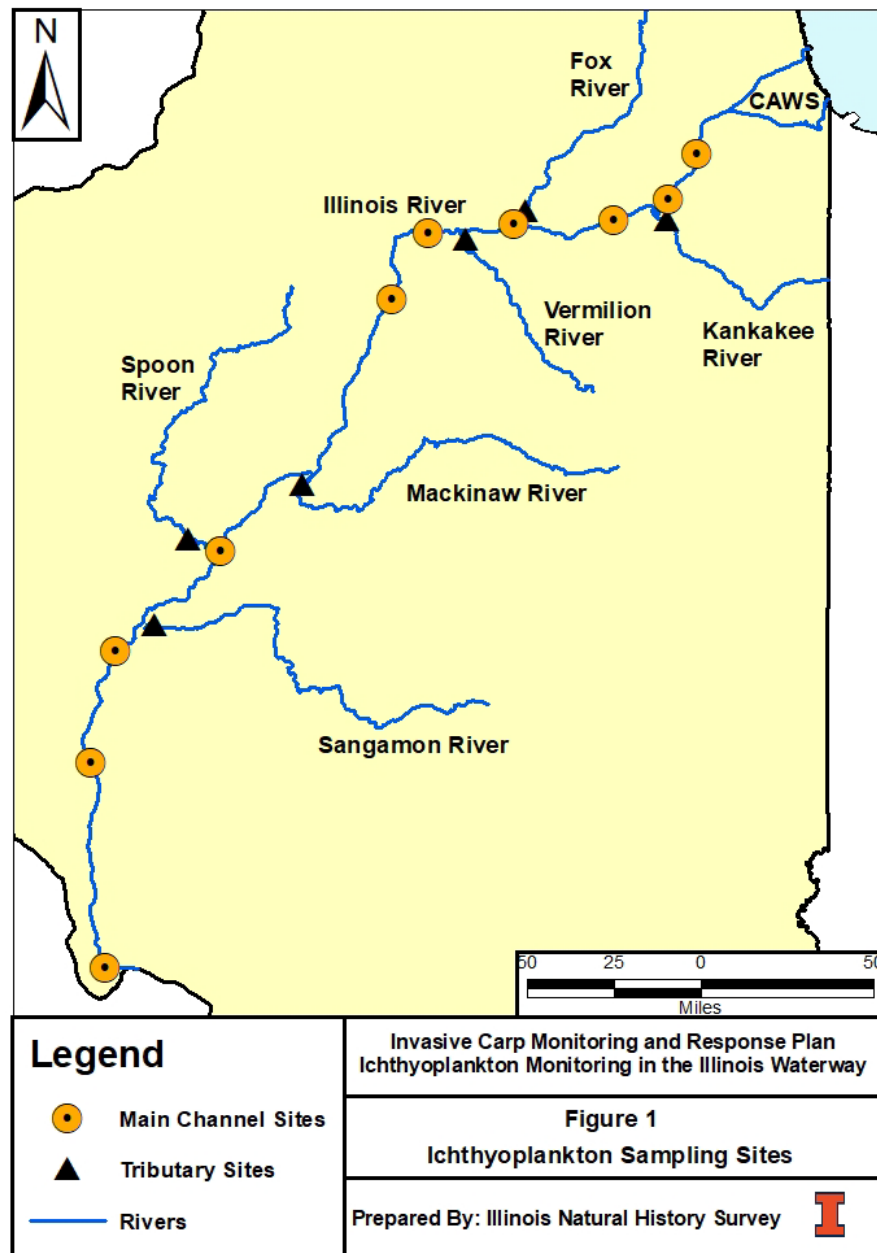 N
Fox
River
CAWS
Illinois River
Vermilion
River
Kankakee
River
Spoon
River
Mackinaw River
Sangamon River
50 25 0 50
Miles
Legend
Main Channel Sites
Tributary Sites
Rivers
Invasive Carp Monitoring and Response Plan
Ichthyoplankton Monitoring in the Illinois Waterway
Figure 1
Ichthyoplankton Sampling Sites
Prepared By: Illinois Natural History Survey